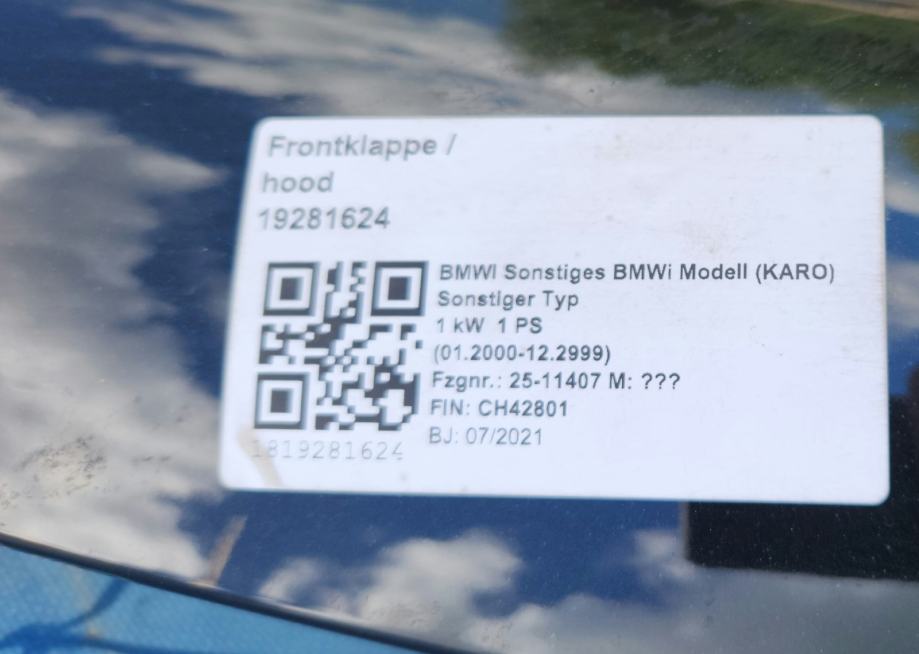 Frontklappe /
hood
19281624
BMWI Sonstiges BMWi Modell (KARO)
Sonstiger Typ
1 kW 1 PS
(01.2000-12.2999)
Fzgnr.: 25-11407 M: ???
FIN: CH42801
BJ: 07/2021
1819281624